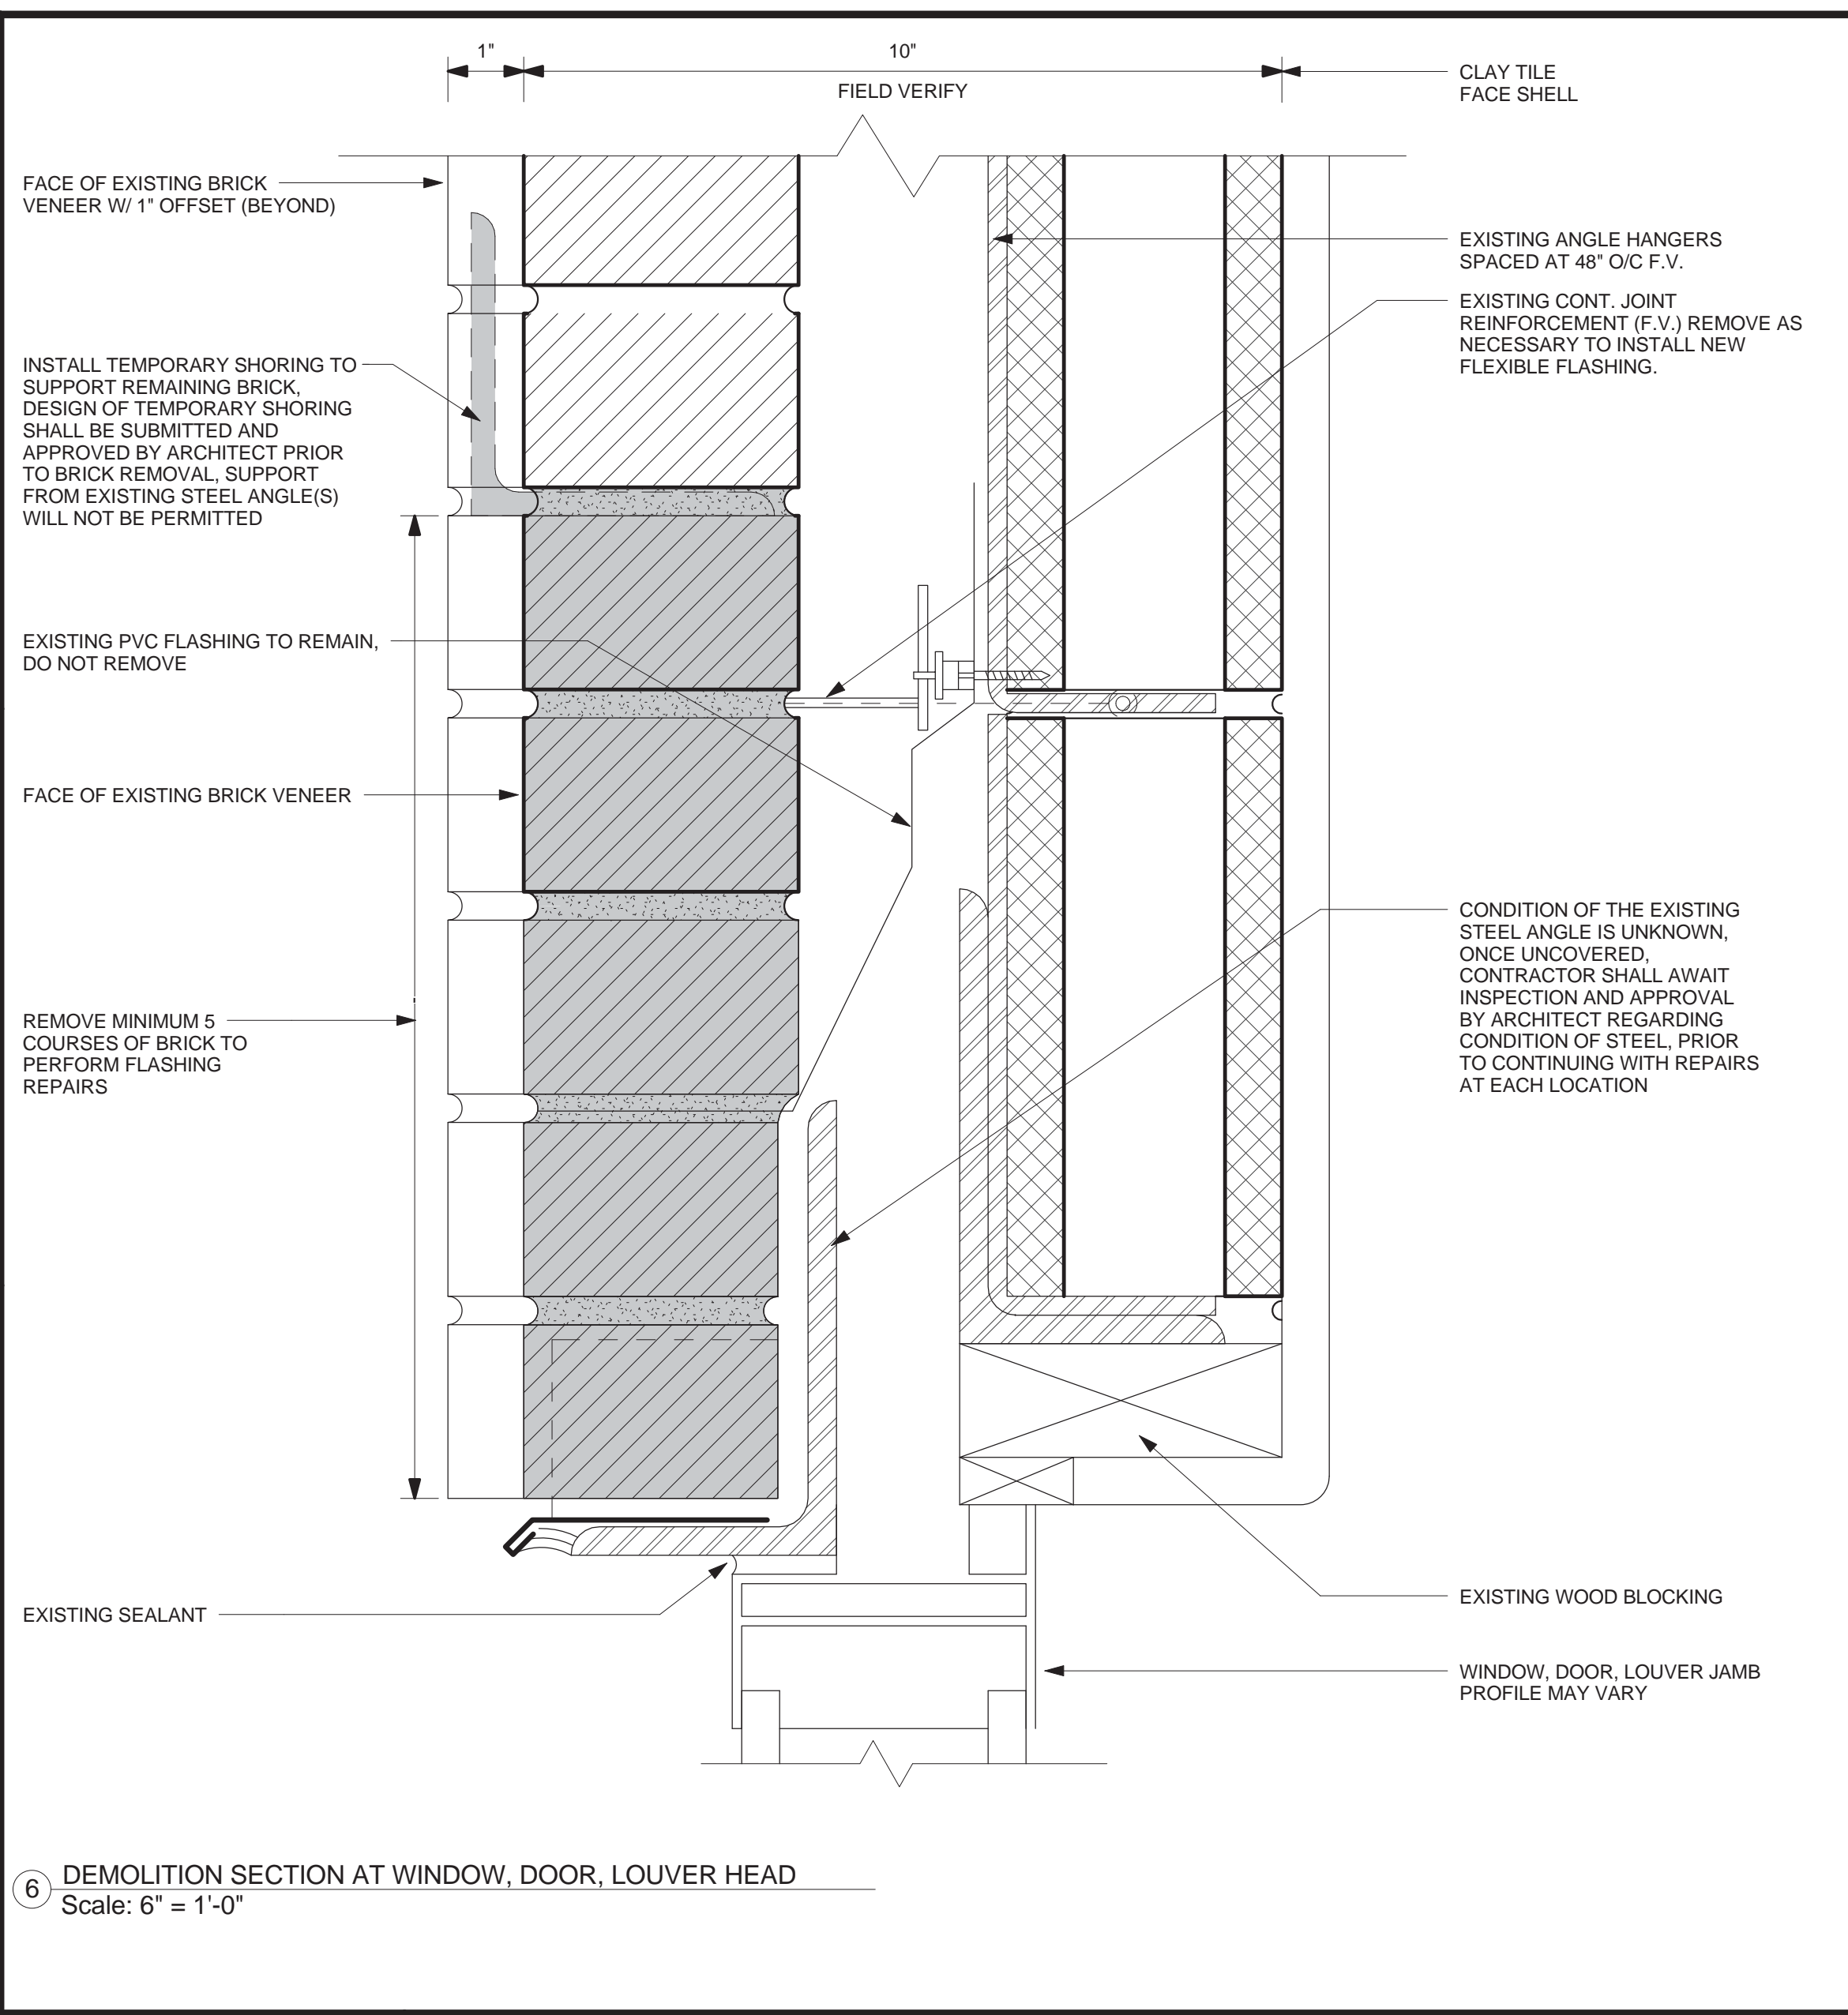 1"
10"
FIELD VERIFY
CLAY TILE
FACE SHELL
FACE OF EXISTING BRICK
VENEER W/ 1" OFFSET (BEYOND)
EXISTING ANGLE HANGERS
SPACED AT 48" O/C F.V.
EXISTING CONT. JOINT
REINFORCEMENT (F.V.) REMOVE AS
NECESSARY TO INSTALL NEW
FLEXIBLE FLASHING.
INSTALL TEMPORARY SHORING TO
SUPPORT REMAINING BRICK,
DESIGN OF TEMPORARY SHORING
SHALL BE SUBMITTED AND
APPROVED BY ARCHITECT PRIOR
TO BRICK REMOVAL, SUPPORT
FROM EXISTING STEEL ANGLE(S)
WILL NOT BE PERMITTED
EXISTING PVC FLASHING TO REMAIN,
DO NOT REMOVE
FACE OF EXISTING BRICK VENEER
CONDITION OF THE EXISTING
STEEL ANGLE IS UNKNOWN,
ONCE UNCOVERED,
CONTRACTOR SHALL AWAIT
INSPECTION AND APPROVAL
BY ARCHITECT REGARDING
CONDITION OF STEEL, PRIOR
TO CONTINUING WITH REPAIRS
AT EACH LOCATION
REMOVE MINIMUM 5
COURSES OF BRICK TO
PERFORM FLASHING
REPAIRS
EXISTING SEALANT
EXISTING WOOD BLOCKING
WINDOW, DOOR, LOUVER JAMB
PROFILE MAY VARY
6 DEMOLITION SECTION AT WINDOW, DOOR, LOUVER HEAD
Scale: 6" = 1'-0"